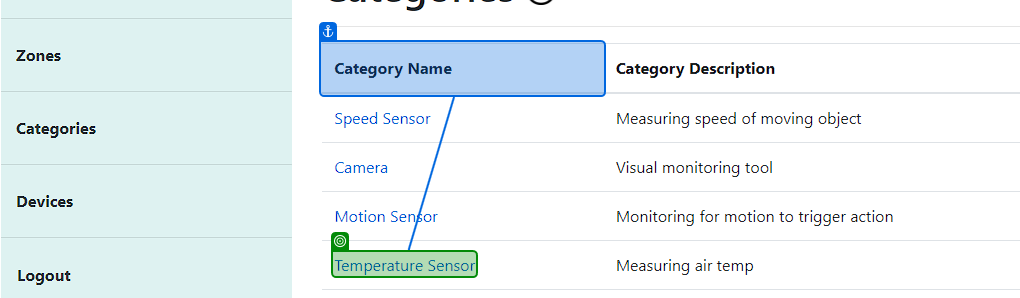 Categories
Zones
Category Name Category Description
Speed Sensor Measuring speed of moving object
Categories
Camera Visual monitoring tool
Devices
Motion Sensor Monitoring for motion to trigger action
Temperature Sensor Measuring air temp
Logout